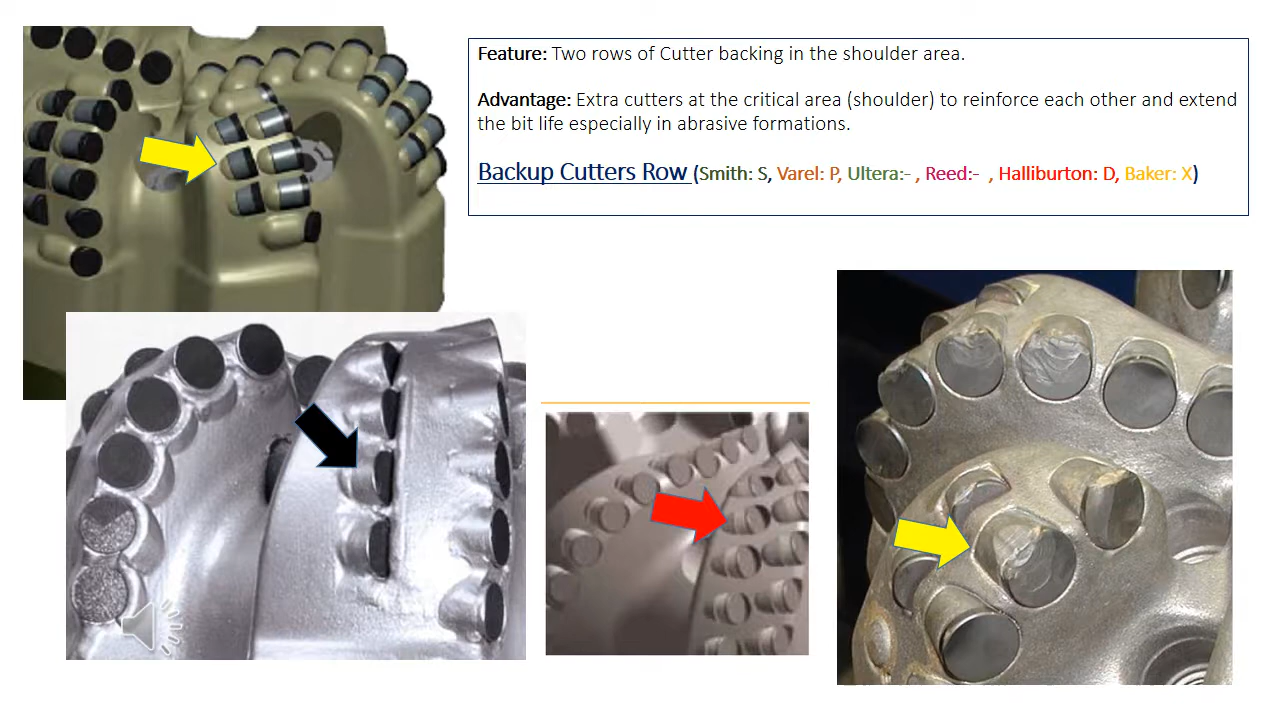 Feature: Two rows of Cutter backing in the shoulder area.
Advantage: Extra cutters at the critical area (shoulder) to reinforce each other and extend
the bit life especially in abrasive formations.
Backup Cutters Row (Smith: S, Varel: P, Ultera:- , Reed:-  , Halliburton: D, Baker: X)